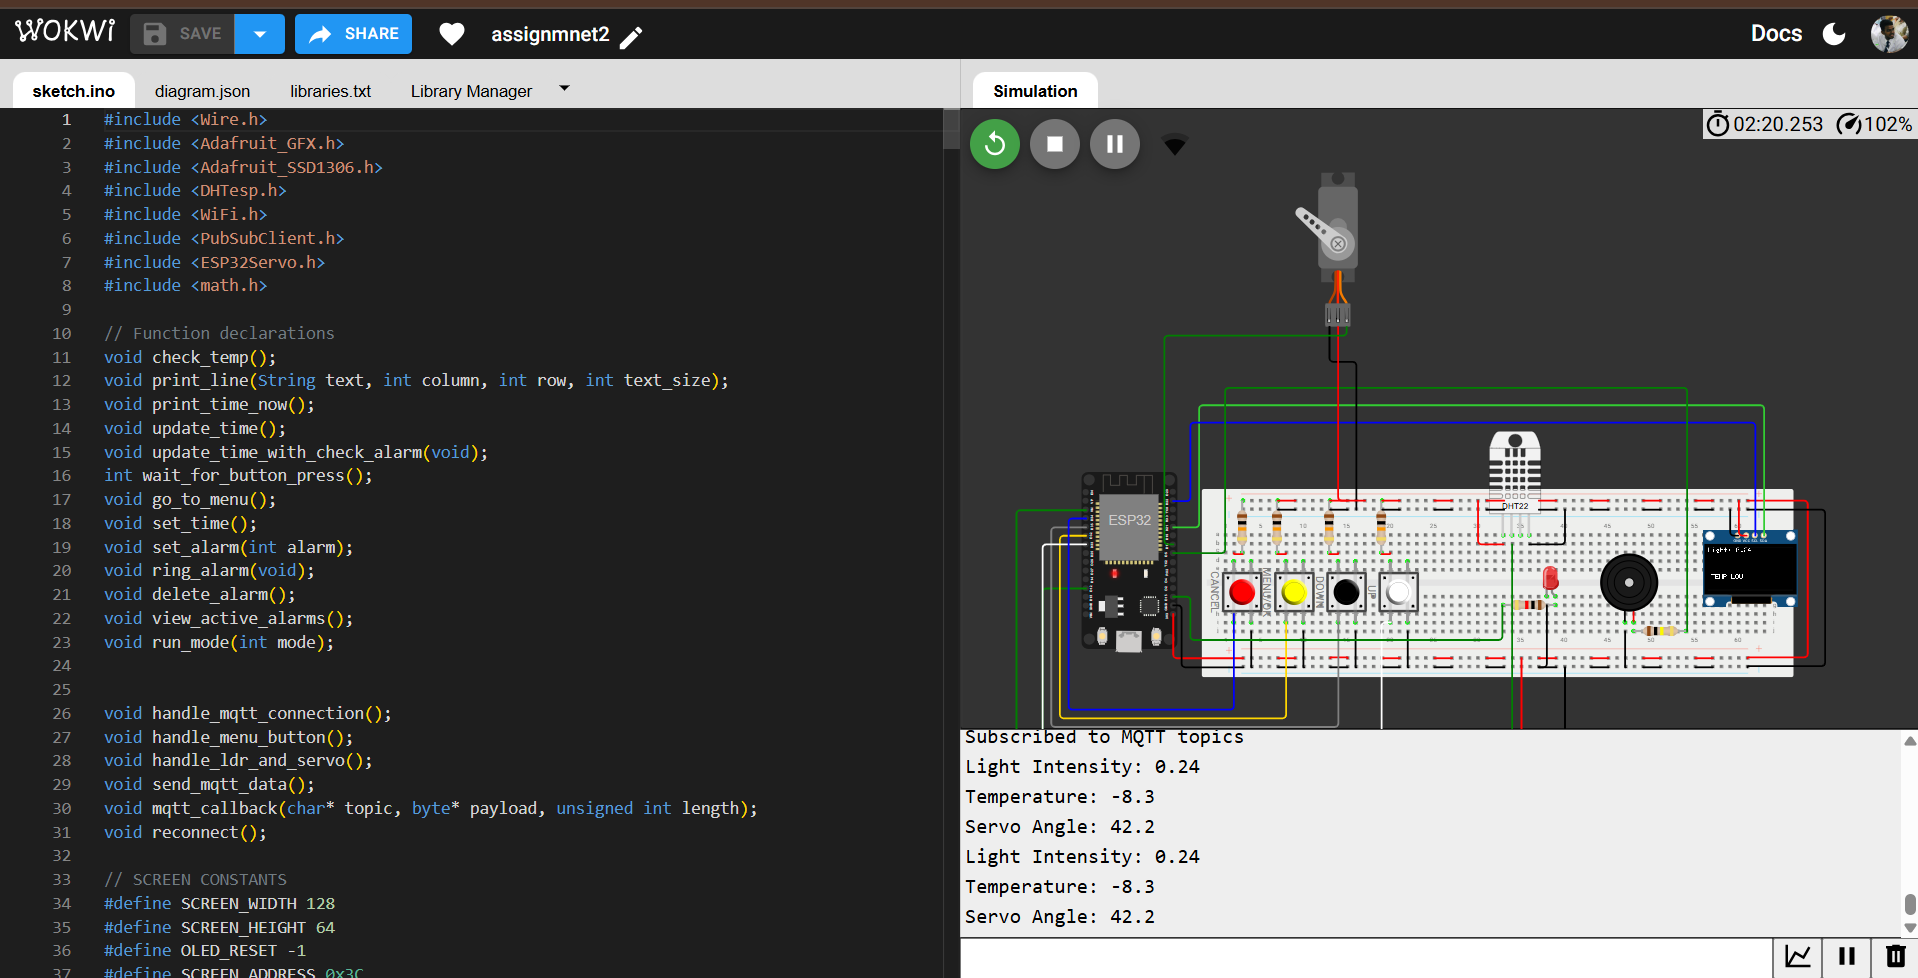 WOKWi SAVE SHARE assignmnet2 Docs
sketch.ino diagram.json libraries.txt Library Manager
Simulation
1 #include <Wire.h>
2 #include <Adafruit_GFX.h>
3 #include <Adafruit_SSD1306.h>
4 #include <DHTesp.h>
5 #include <WiFi.h>
6 #include <PubSubClient.h>
7 #include <ESP32Servo.h>
8 #include <math.h>
9
10 // Function declarations
11 void check_temp();
12 void print_line(String text, int column, int row, int text_size);
13 void print_time_now();
14 void update_time();
15 void update_time_with_check_alarm(void);
16 int wait_for_button_press();
17 void go_to_menu();
18 void set_time();
19 void set_alarm(int alarm);
20 void ring_alarm(void);
21 void delete_alarm();
22 void view_active_alarms();
23 void run_mode(int mode);
24
25
26 void handle_mqtt_connection();
27 void handle_menu_button();
28 void handle_ldr_and_servo();
29 void send_mqtt_data();
30 void mqtt_callback(char* topic, byte* payload, unsigned int length);
31 void reconnect();
32
33 // SCREEN CONSTANTS
34 #define SCREEN_WIDTH 128
35 #define SCREEN_HEIGHT 64
36 #define OLED_RESET -1
37 #define SCREEN_ADDRESS 0x3C
02:20.253 102%
ESP32
DHT22
CANCEL
MENU/OK
DOWN
UP
Light: 0.24
TEMP LOW
Subscribed to MQTT topics
Light Intensity: 0.24
Temperature: -8.3
Servo Angle: 42.2
Light Intensity: 0.24
Temperature: -8.3
Servo Angle: 42.2